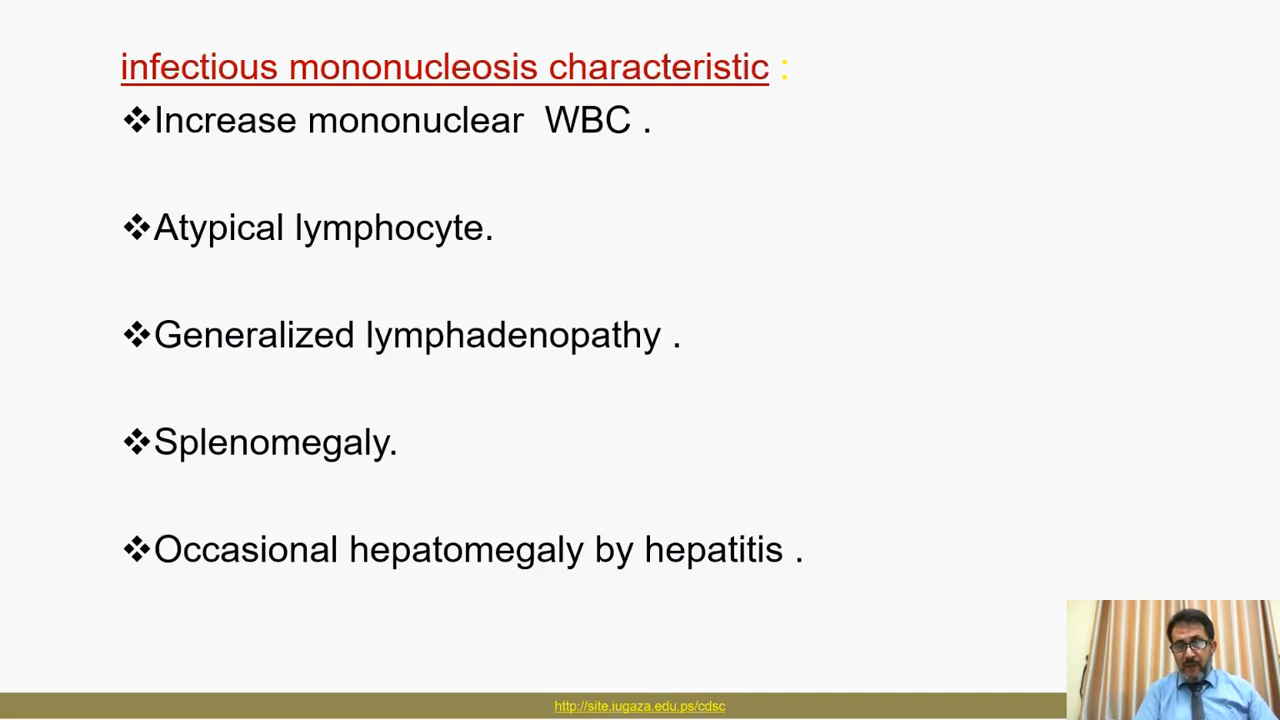 infectious mononucleosis characteristic :
❖Increase mononuclear WBC .
❖Atypical lymphocyte.
❖Generalized lymphadenopathy .
❖Splenomegaly.
❖Occasional hepatomegaly by hepatitis .
http://site.iugaza.edu.ps/cdsc